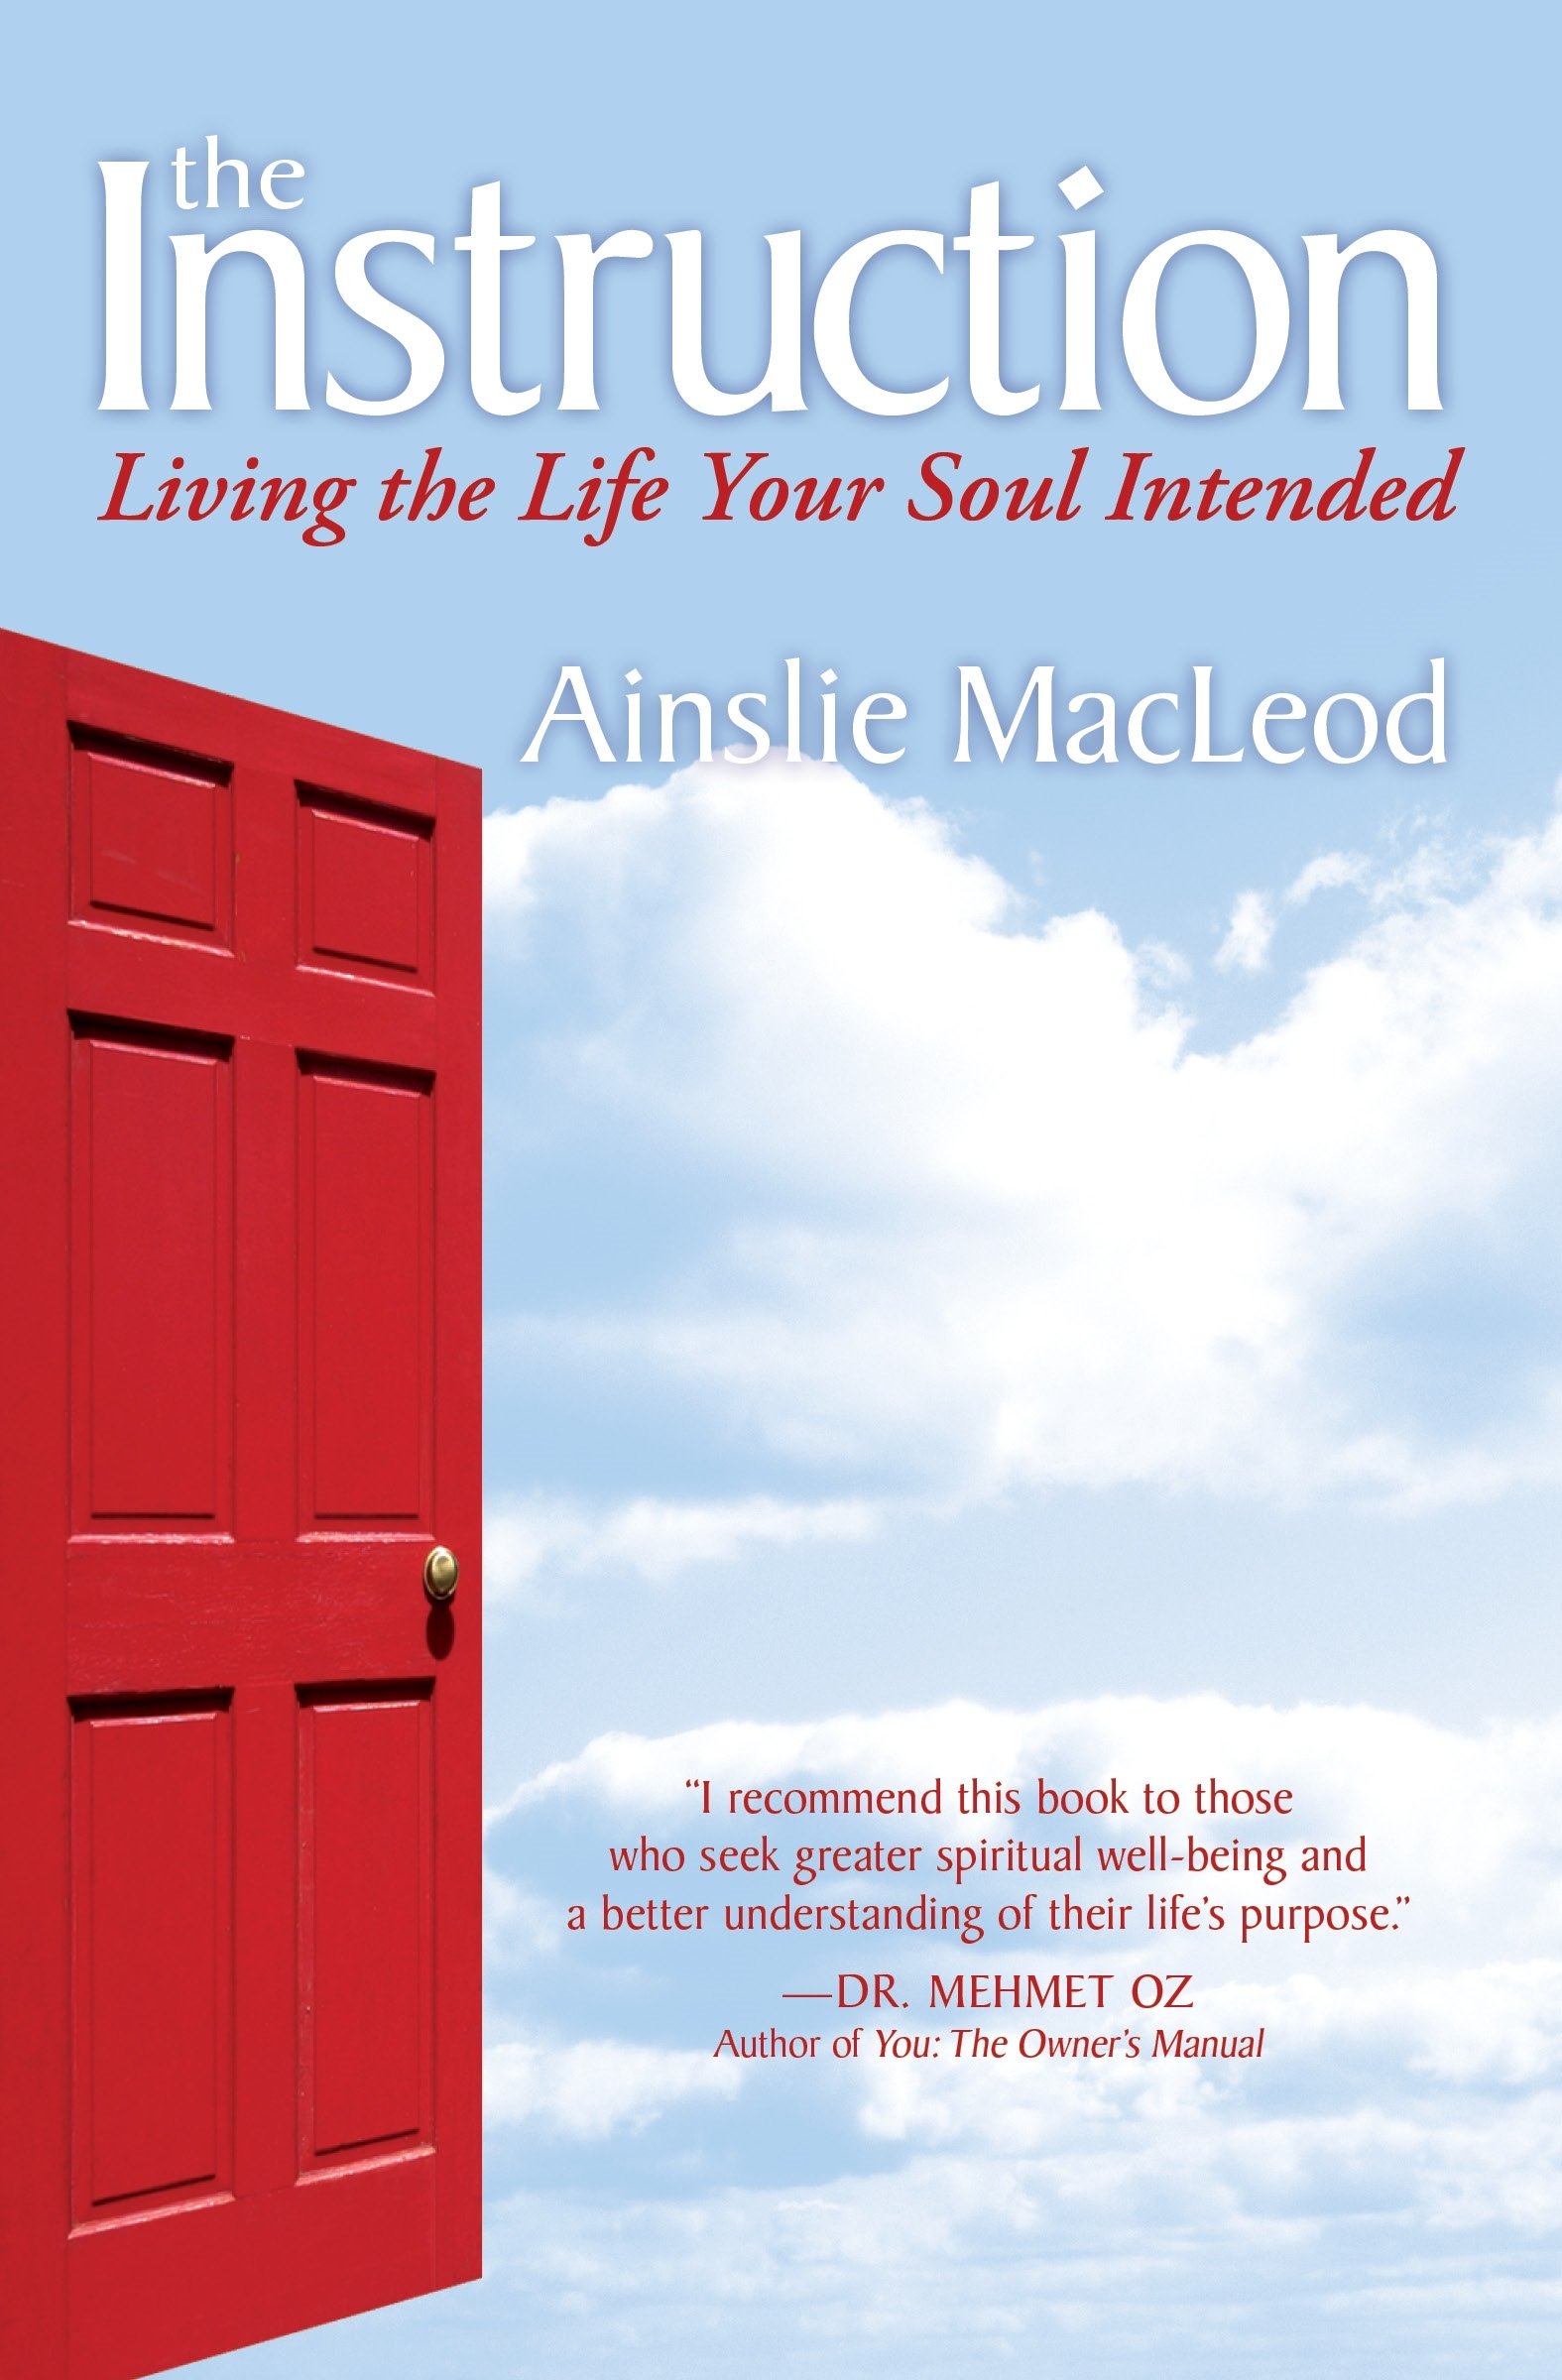 the
Instruction
Living the Life Your Soul Intended
Ainslie MacLeod
“I recommend this book to those
who seek greater spiritual well-being and
a better understanding of their life’s purpose.”
—DR. MEHMET OZ
Author of You: The Owner’s Manual